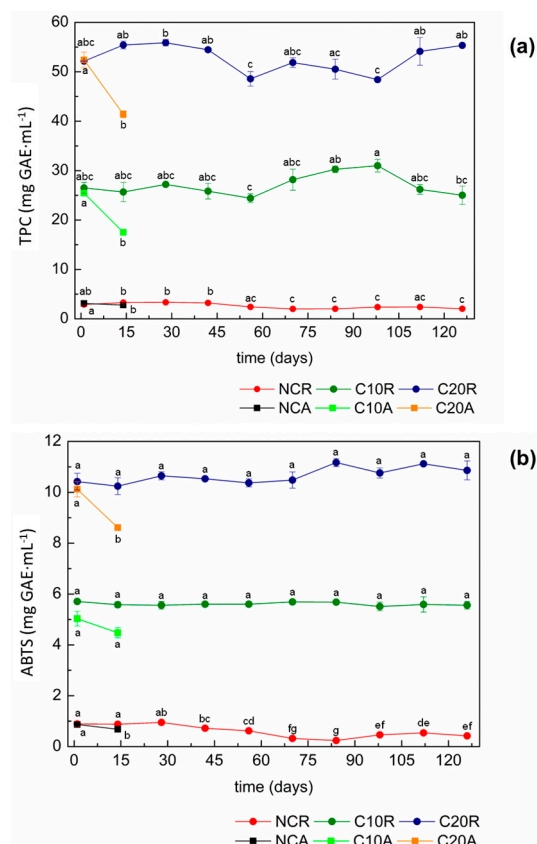 (a)
TPC (mg GAE·mL⁻¹)
60
50
40
30
20
10
0
abc ab b ab c abc ac c ab ab
a
b
abc abc abc abc c abc ab a abc bc
a
b
ab b b b ac c c c ac c
a b
0 15 30 45 60 75 90 105 120
time (days)
NCR C10R C20R
NCA C10A C20A
(b)
ABTS (mg GAE·mL⁻¹)
12
10
8
6
4
2
0
a a a a a a a a a a
a
b
a a a a a a a a a a
a a
a a ab bc cd fg g ef de ef
a b
0 15 30 45 60 75 90 105 120
time (days)
NCR C10R C20R
NCA C10A C20A